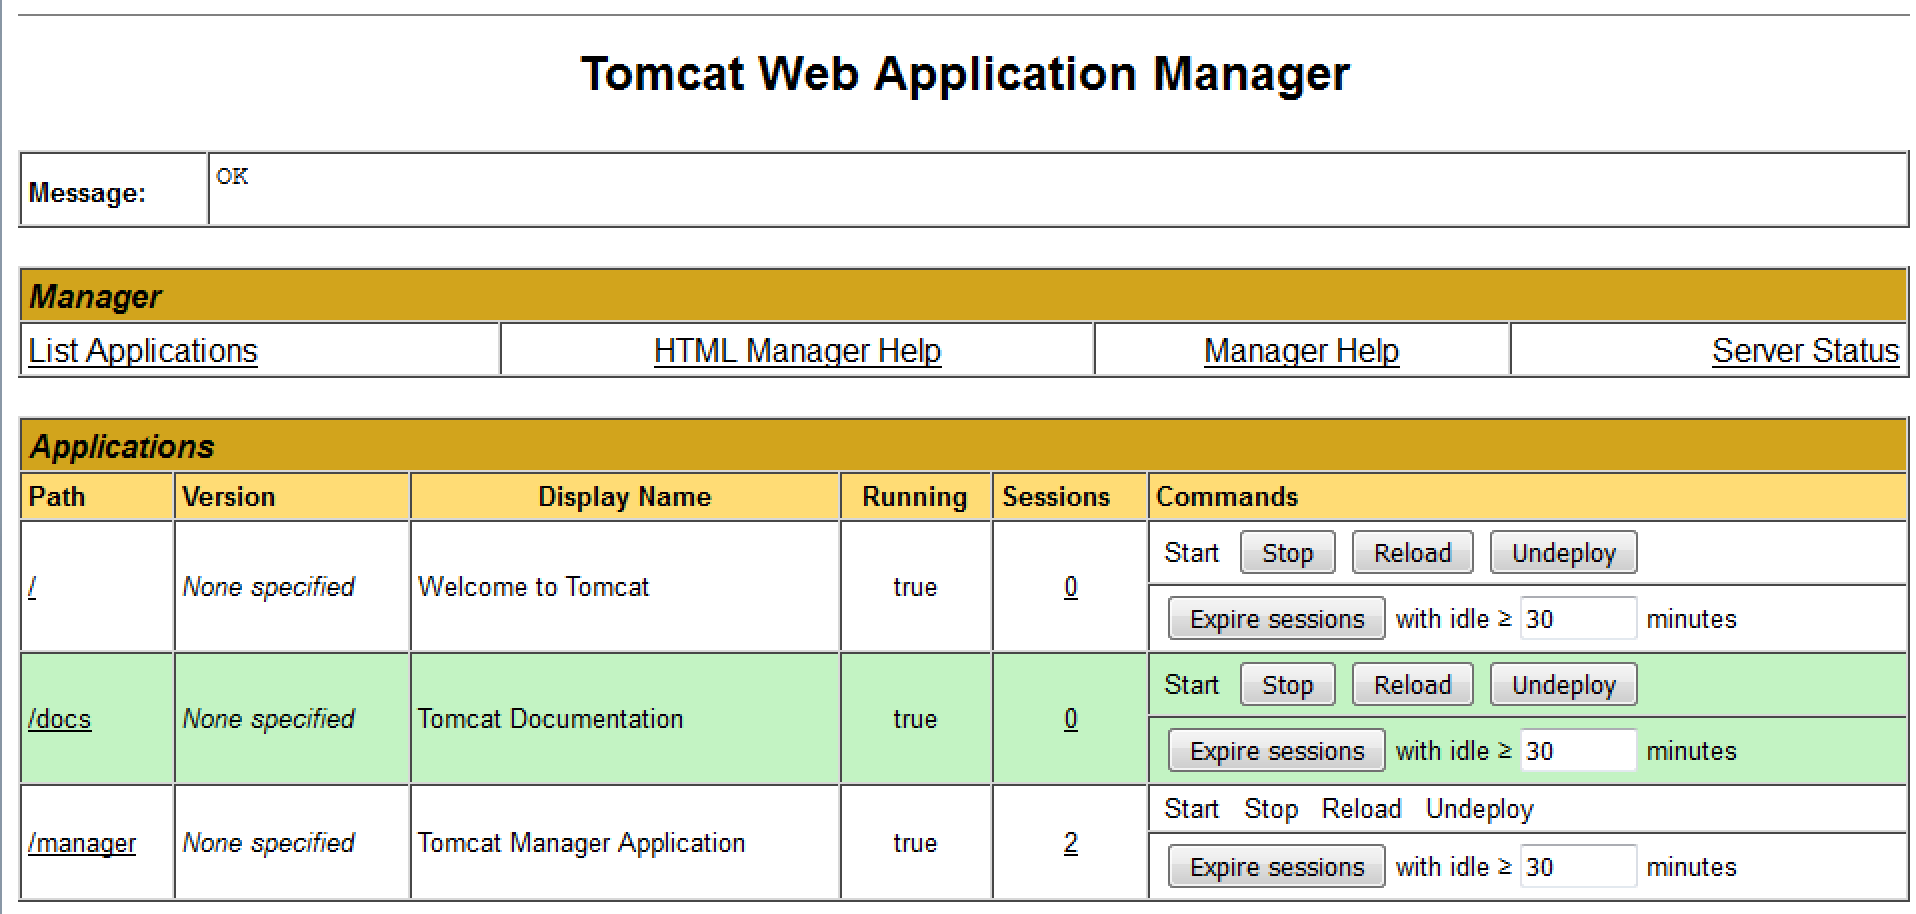 Tomcat Web Application Manager
Message: OK
Manager
List Applications HTML Manager Help Manager Help Server Status
Applications
Path Version Display Name Running Sessions Commands
/ None specified Welcome to Tomcat true 0 Start Stop Reload Undeploy
Expire sessions with idle ≥ 30 minutes
/docs None specified Tomcat Documentation true 0 Start Stop Reload Undeploy
Expire sessions with idle ≥ 30 minutes
/manager None specified Tomcat Manager Application true 2 Start Stop Reload Undeploy
Expire sessions with idle ≥ 30 minutes